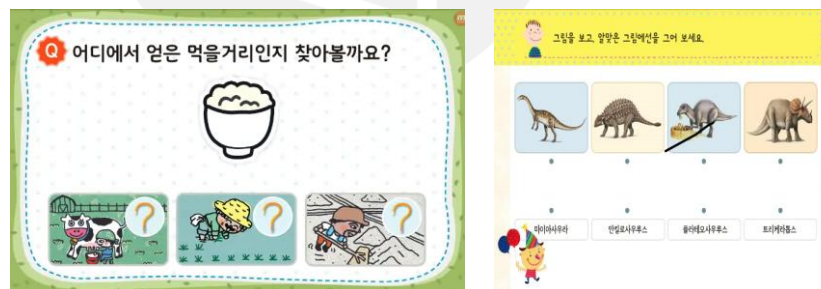 Q 어디에서 얻은 먹을거리인지 찾아볼까요?
?
?
?
그림을 보고, 알맞은 그림에선을 그어 보세요.
마이아사우라
안킬로사우루스
플라테오사우루스
트리케라톱스